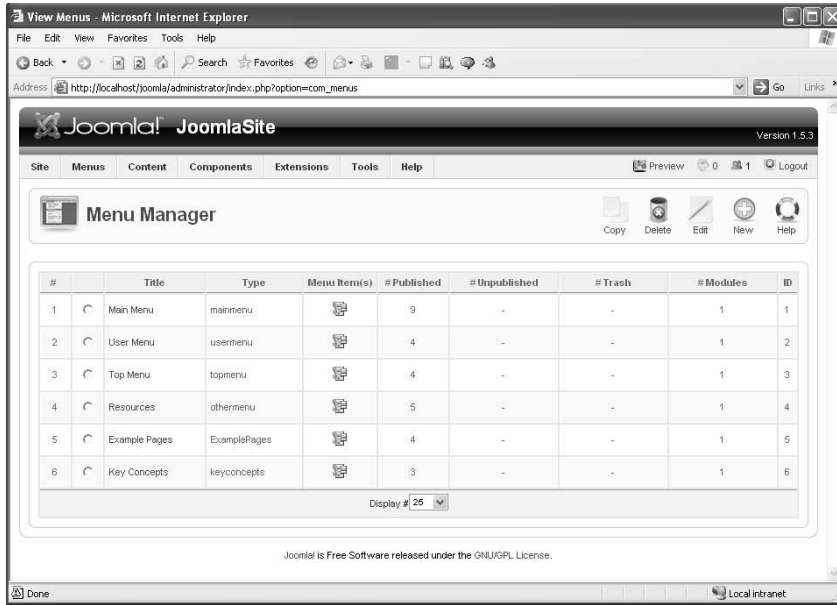 View Menus - Microsoft Internet Explorer
File Edit View Favorites Tools Help
Back Search Favorites
Address http://localhost/joomla/administrator/index.php?option=com_menus Go Links
Joomla! JoomlaSite
Version 1.5.3
Site Menus Content Components Extensions Tools Help Preview 0 1 Logout
Menu Manager
Copy Delete Edit New Help
# Title Type Menu Item(s) # Published # Unpublished # Trash # Modules ID
1 Main Menu mainmenu 9 - - 1 1
2 User Menu usermenu 4 - - 1 2
3 Top Menu topmenu 4 - - 1 3
4 Resources othermenu 5 - - 1 4
5 Example Pages ExamplePages 4 - - 1 5
6 Key Concepts keyconcepts 3 - - 1 6
Display # 25
Joomla! is Free Software released under the GNU/GPL License.
Done Local intranet